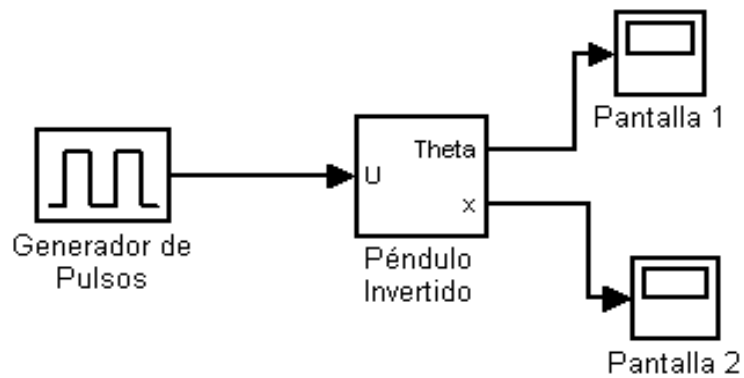 Pantalla 1
Theta
U
x
Generador de
Pulsos
Péndulo
Invertido
Pantalla 2